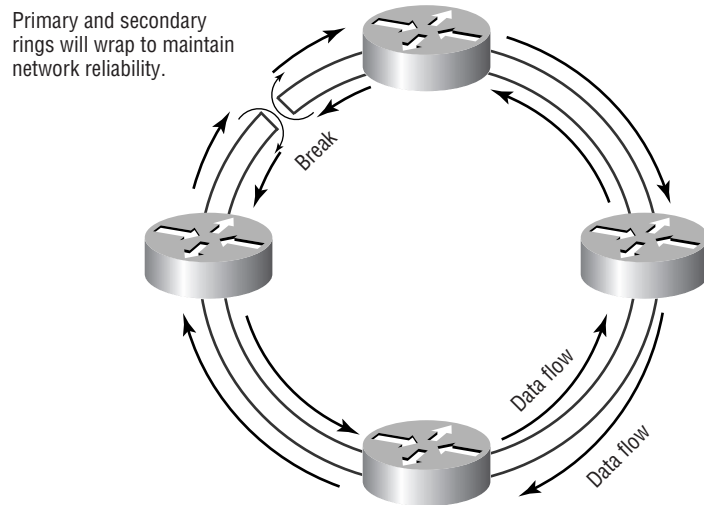 Primary and secondary
rings will wrap to maintain
network reliability.
Break
Data flow
Data flow